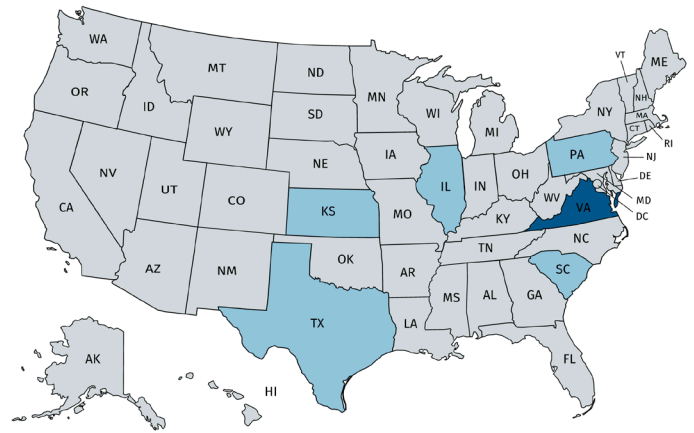 WA
MT
ND
MN
VT
ME
OR
ID
SD
WI
MI
NY
NH
MA
CT
RI
WY
IA
PA
NJ
NE
NV
UT
CO
KS
IL
IN
OH
WV
DE
MD
VA
DC
CA
MO
KY
NC
AZ
NM
OK
AR
TN
SC
TX
LA
MS
AL
GA
FL
AK
HI